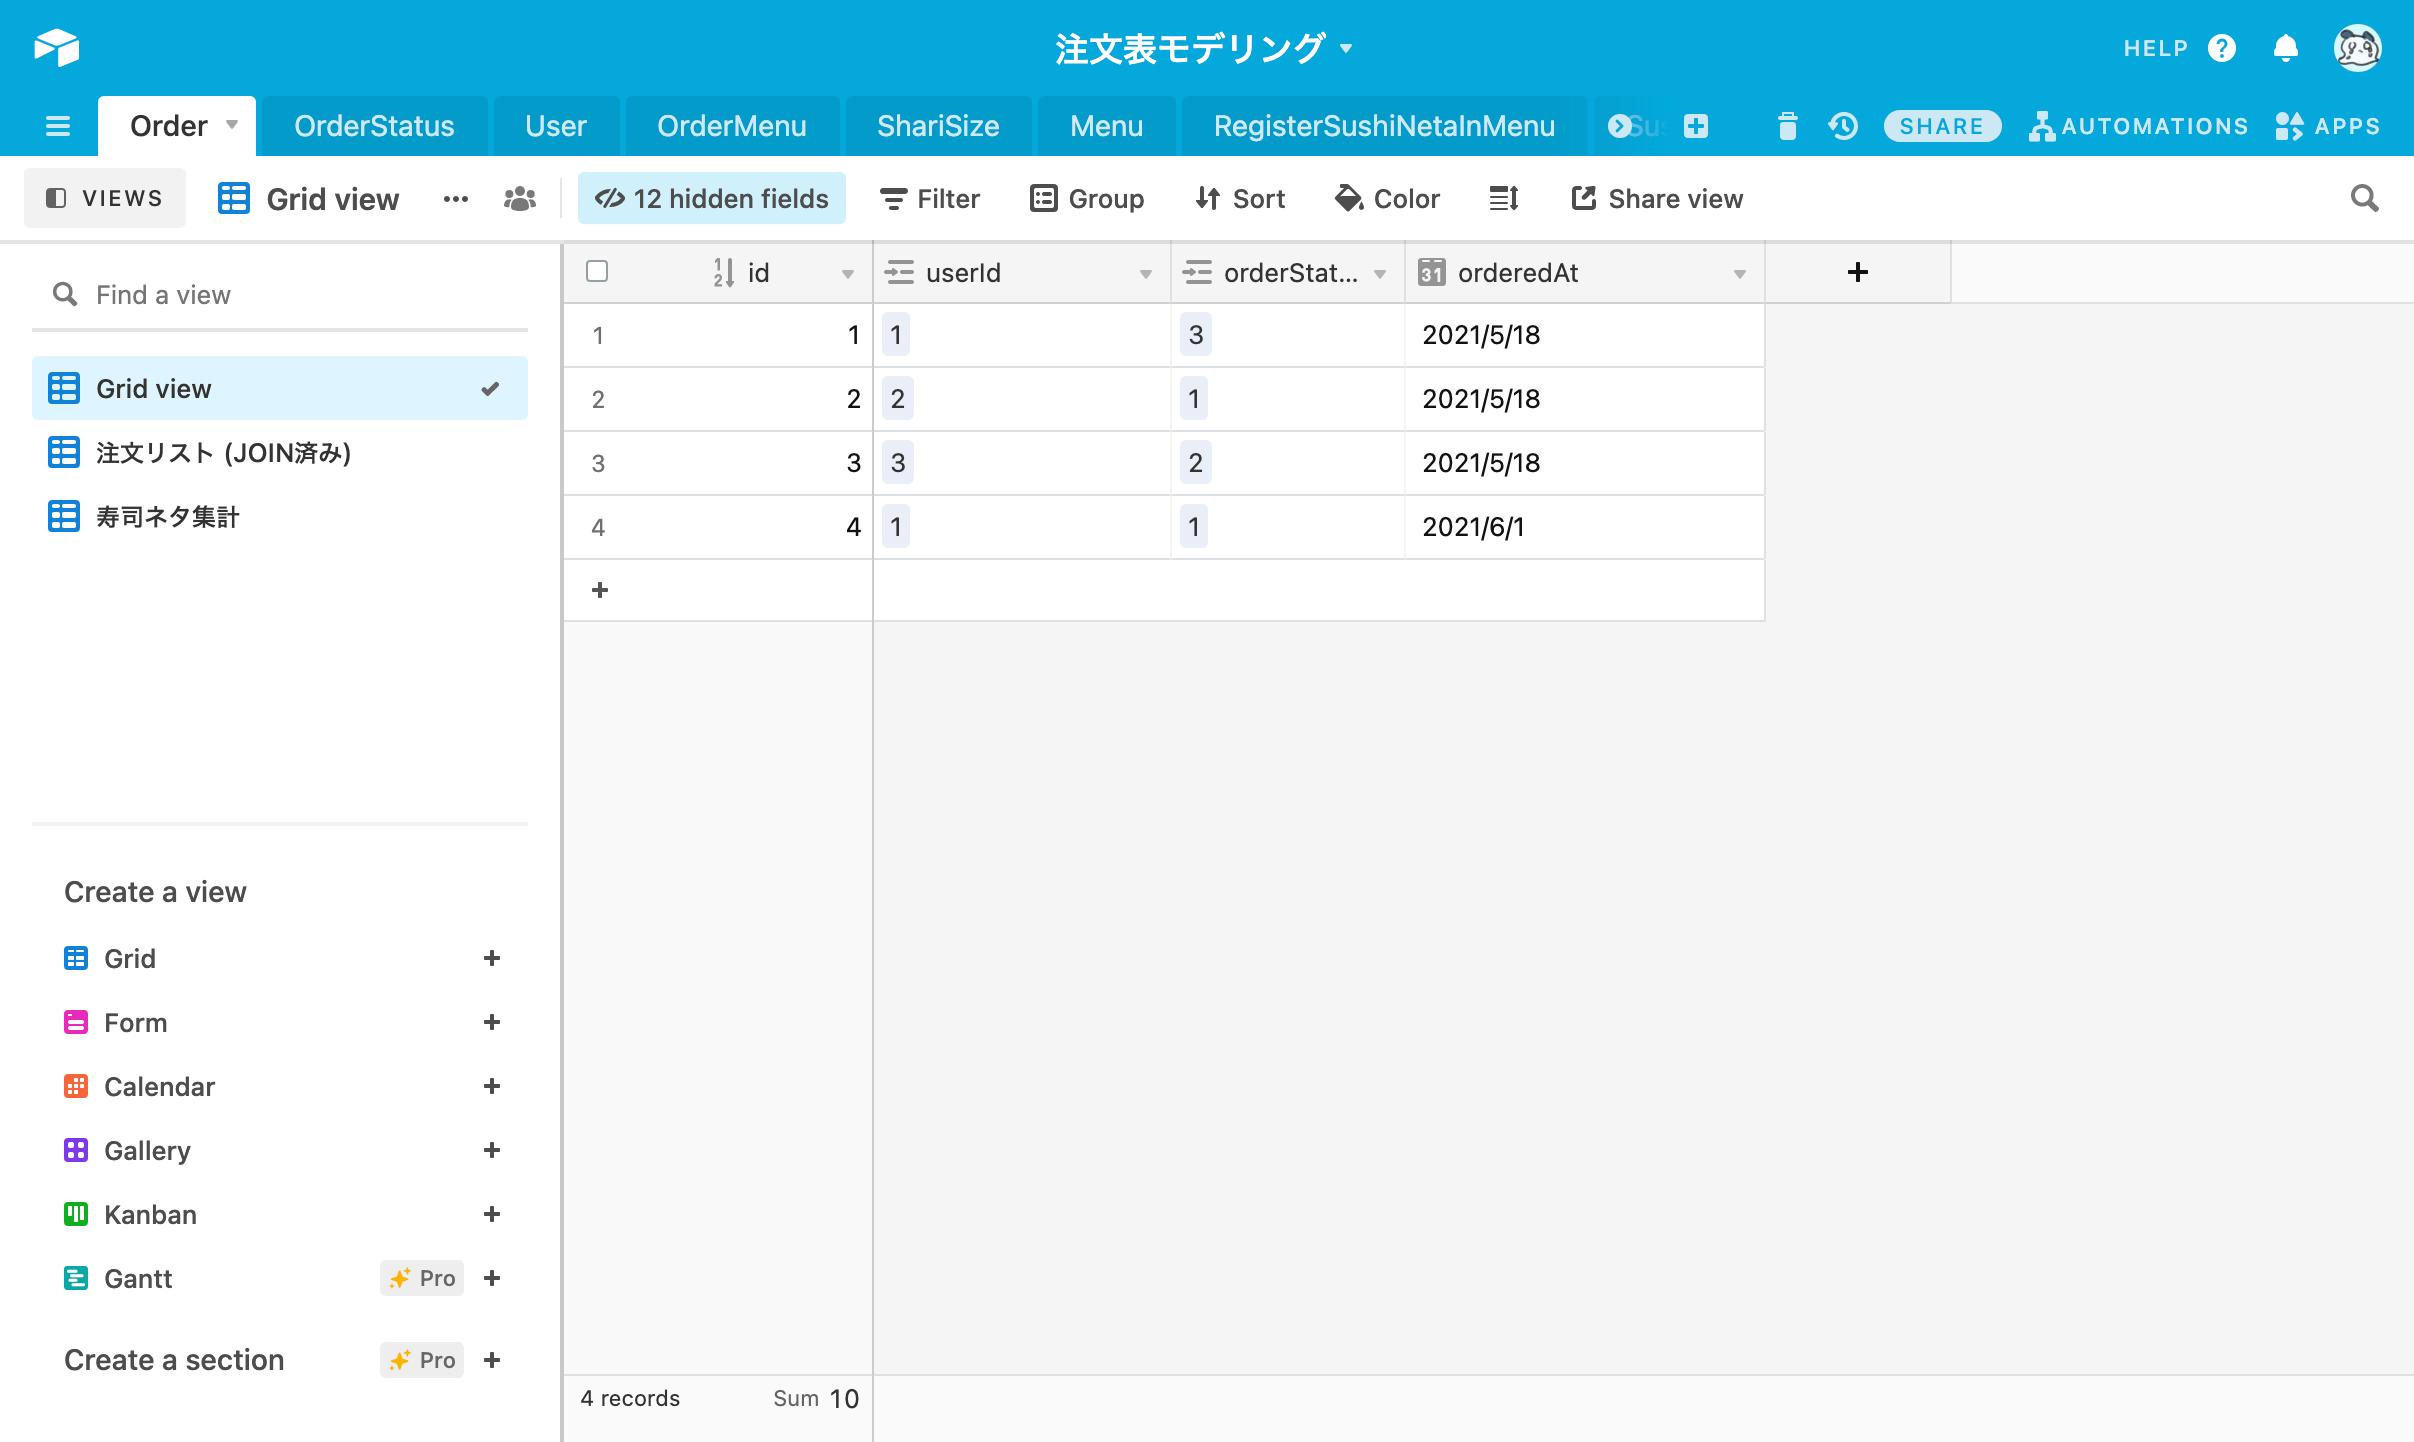 注文表モデリング
HELP
Order
OrderStatus
User
OrderMenu
ShariSize
Menu
RegisterSushiNetaInMenu
SHARE
AUTOMATIONS
APPS
VIEWS
Grid view
12 hidden fields
Filter
Group
Sort
Color
Share view
Find a view
Grid view
注文リスト (JOIN済み)
寿司ネタ集計
Create a view
Grid
Form
Calendar
Gallery
Kanban
Gantt Pro
Create a section Pro
id userId orderStat... orderedAt
1 1 1 3 2021/5/18
2 2 2 1 2021/5/18
3 3 3 2 2021/5/18
4 4 1 1 2021/6/1
4 records Sum 10